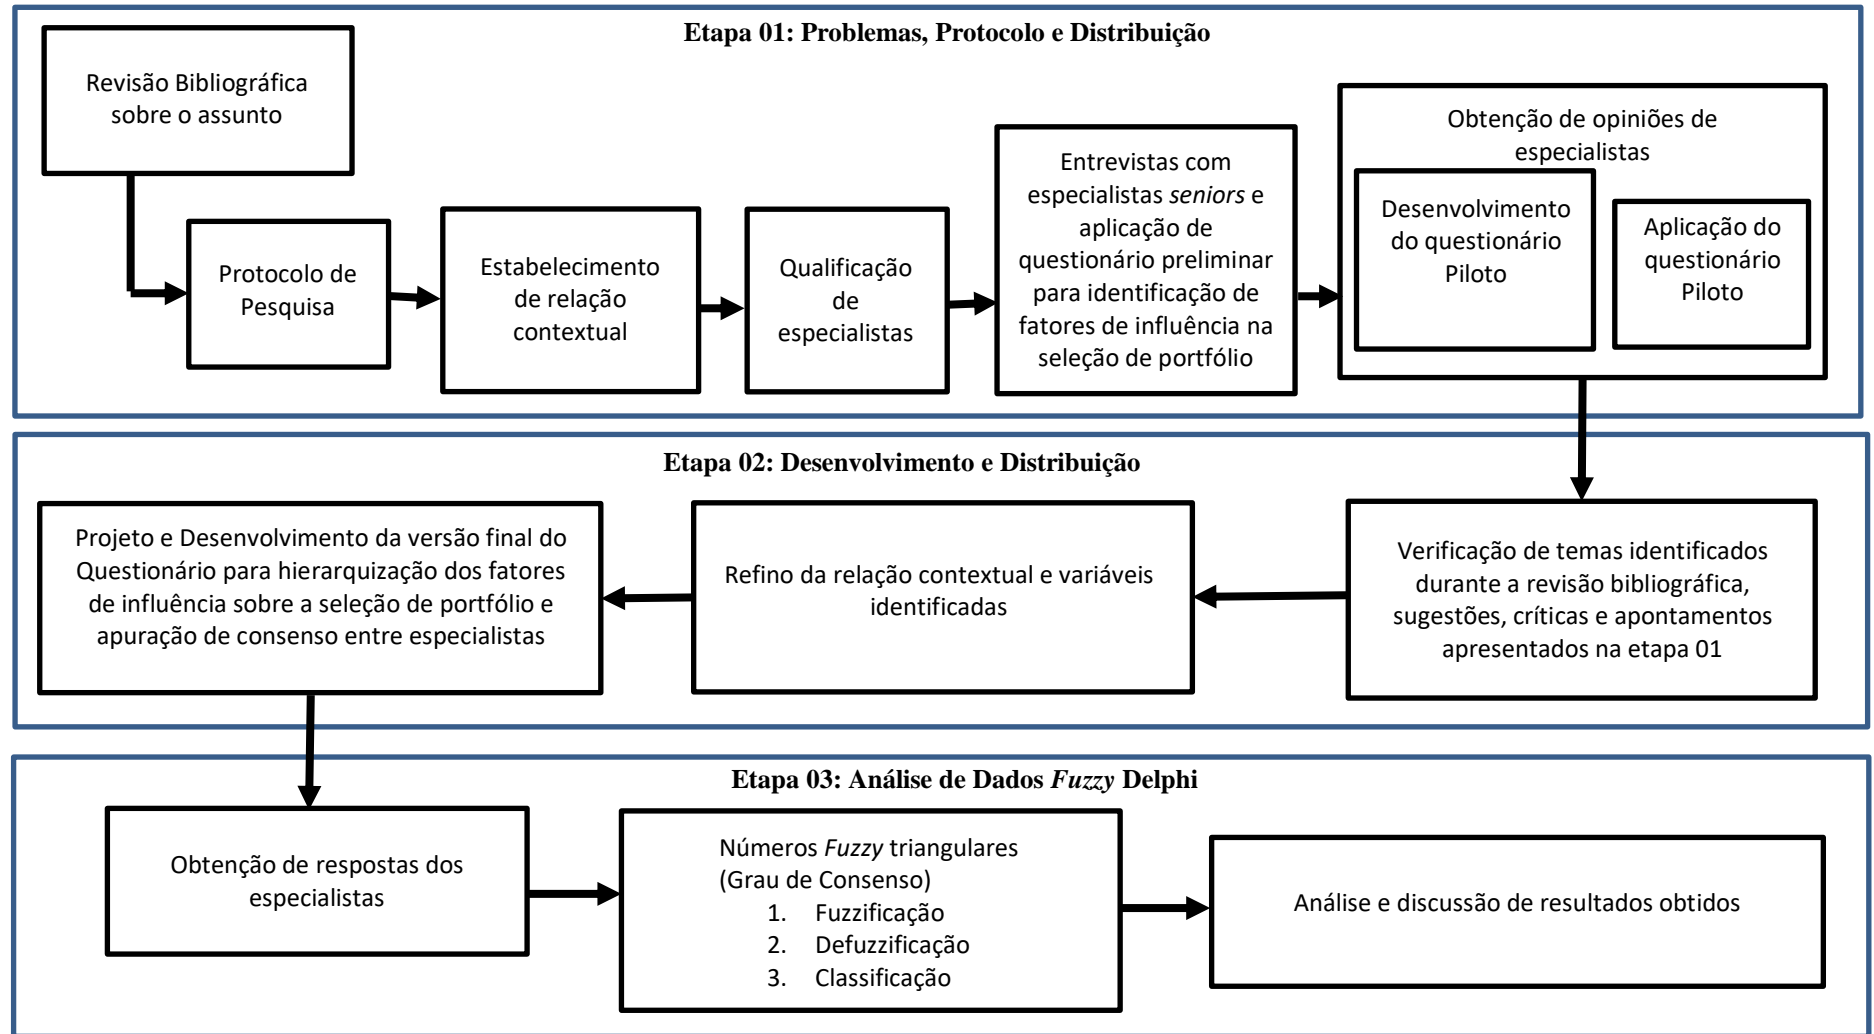 Etapa 01: Problemas, Protocolo e Distribuição
Revisão Bibliográfica
sobre o assunto
Protocolo de
Pesquisa
Estabelecimento
de relação
contextual
Qualificação
de
especialistas
Entrevistas com
especialistas seniors e
aplicação de
questionário preliminar
para identificação de
fatores de influência na
seleção de portfólio
Obtenção de opiniões de
especialistas
Desenvolvimento
do questionário
Piloto
Aplicação do
questionário
Piloto
Etapa 02: Desenvolvimento e Distribuição
Verificação de temas identificados
durante a revisão bibliográfica,
sugestões, críticas e apontamentos
apresentados na etapa 01
Refino da relação contextual e variáveis
identificadas
Projeto e Desenvolvimento da versão final do
Questionário para hierarquização dos fatores
de influência sobre a seleção de portfólio e
apuração de consenso entre especialistas
Etapa 03: Análise de Dados Fuzzy Delphi
Obtenção de respostas dos
especialistas
Números Fuzzy triangulares
(Grau de Consenso)
1. Fuzzificação
2. Defuzzificação
3. Classificação
Análise e discussão de resultados obtidos